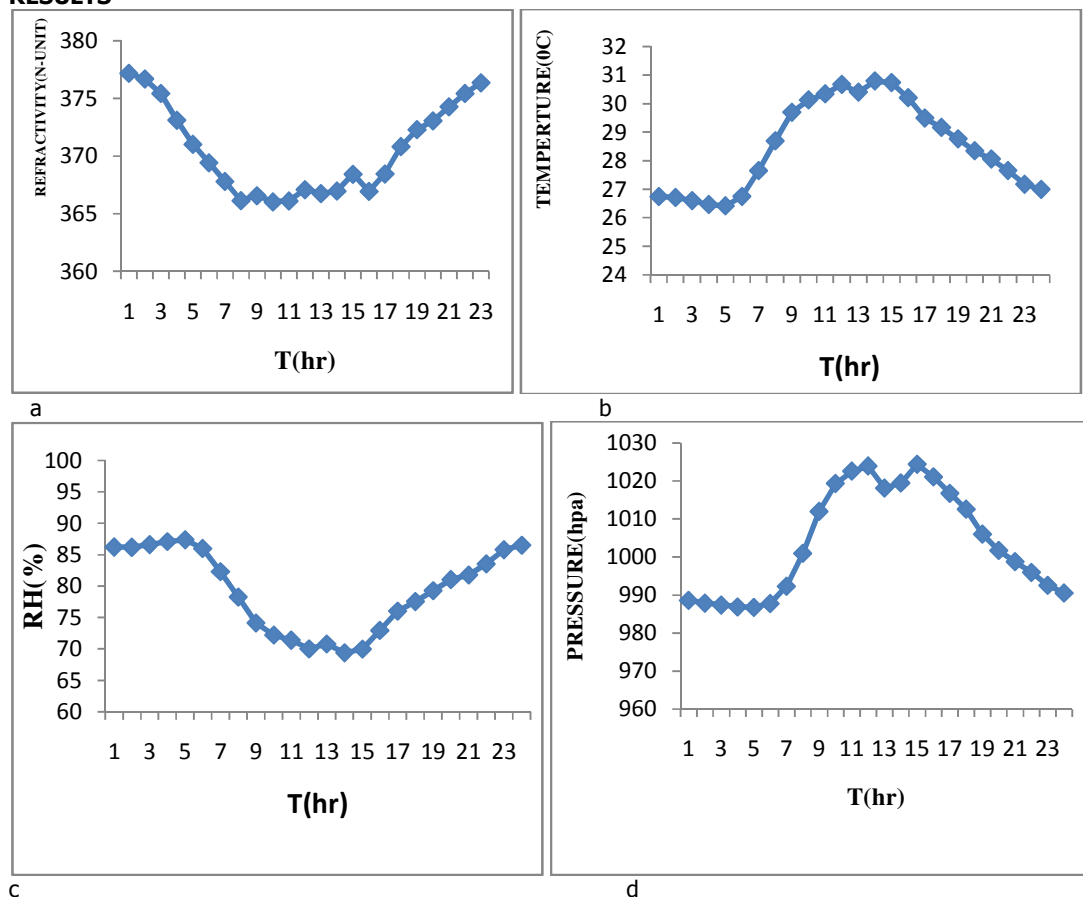 RESULTS
REFRACTIVITY(N-UNIT)
380
375
370
365
360
1 3 5 7 9 11 13 15 17 19 21 23
T(hr)
a
TEMPERTURE(0C)
32
31
30
29
28
27
26
25
24
1 3 5 7 9 11 13 15 17 19 21 23
T(hr)
b
RH(%)
100
95
90
85
80
75
70
65
60
1 3 5 7 9 11 13 15 17 19 21 23
T(hr)
c
PRESSURE(hpa)
1030
1020
1010
1000
990
980
970
960
1 3 5 7 9 11 13 15 17 19 21 23
T(hr)
d